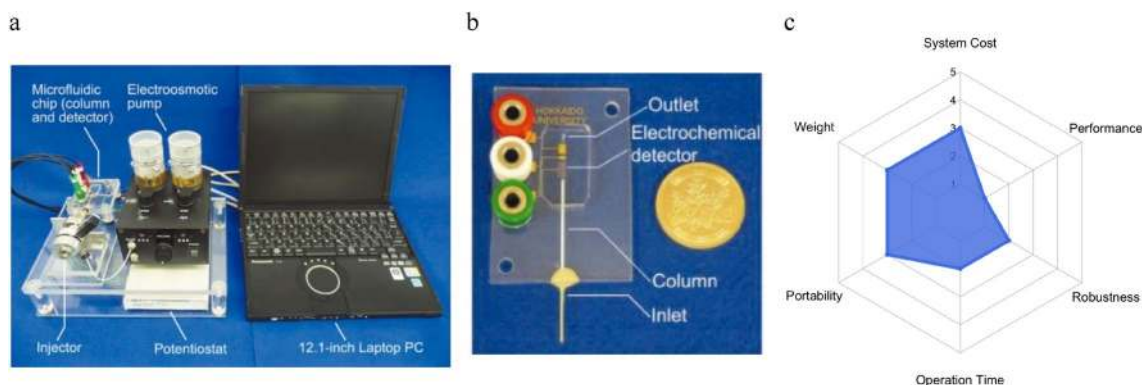 a
Microfluidic
chip (column
and detector)
Electroosmotic
pump
Injector
Potentiostat
12.1-inch Laptop PC
b
HOKKAIDO
UNIVERSITY
Outlet
Electrochemical
detector
Column
Inlet
c
System Cost
5
4
3
2
1
Weight
Performance
Portability
Robustness
Operation Time